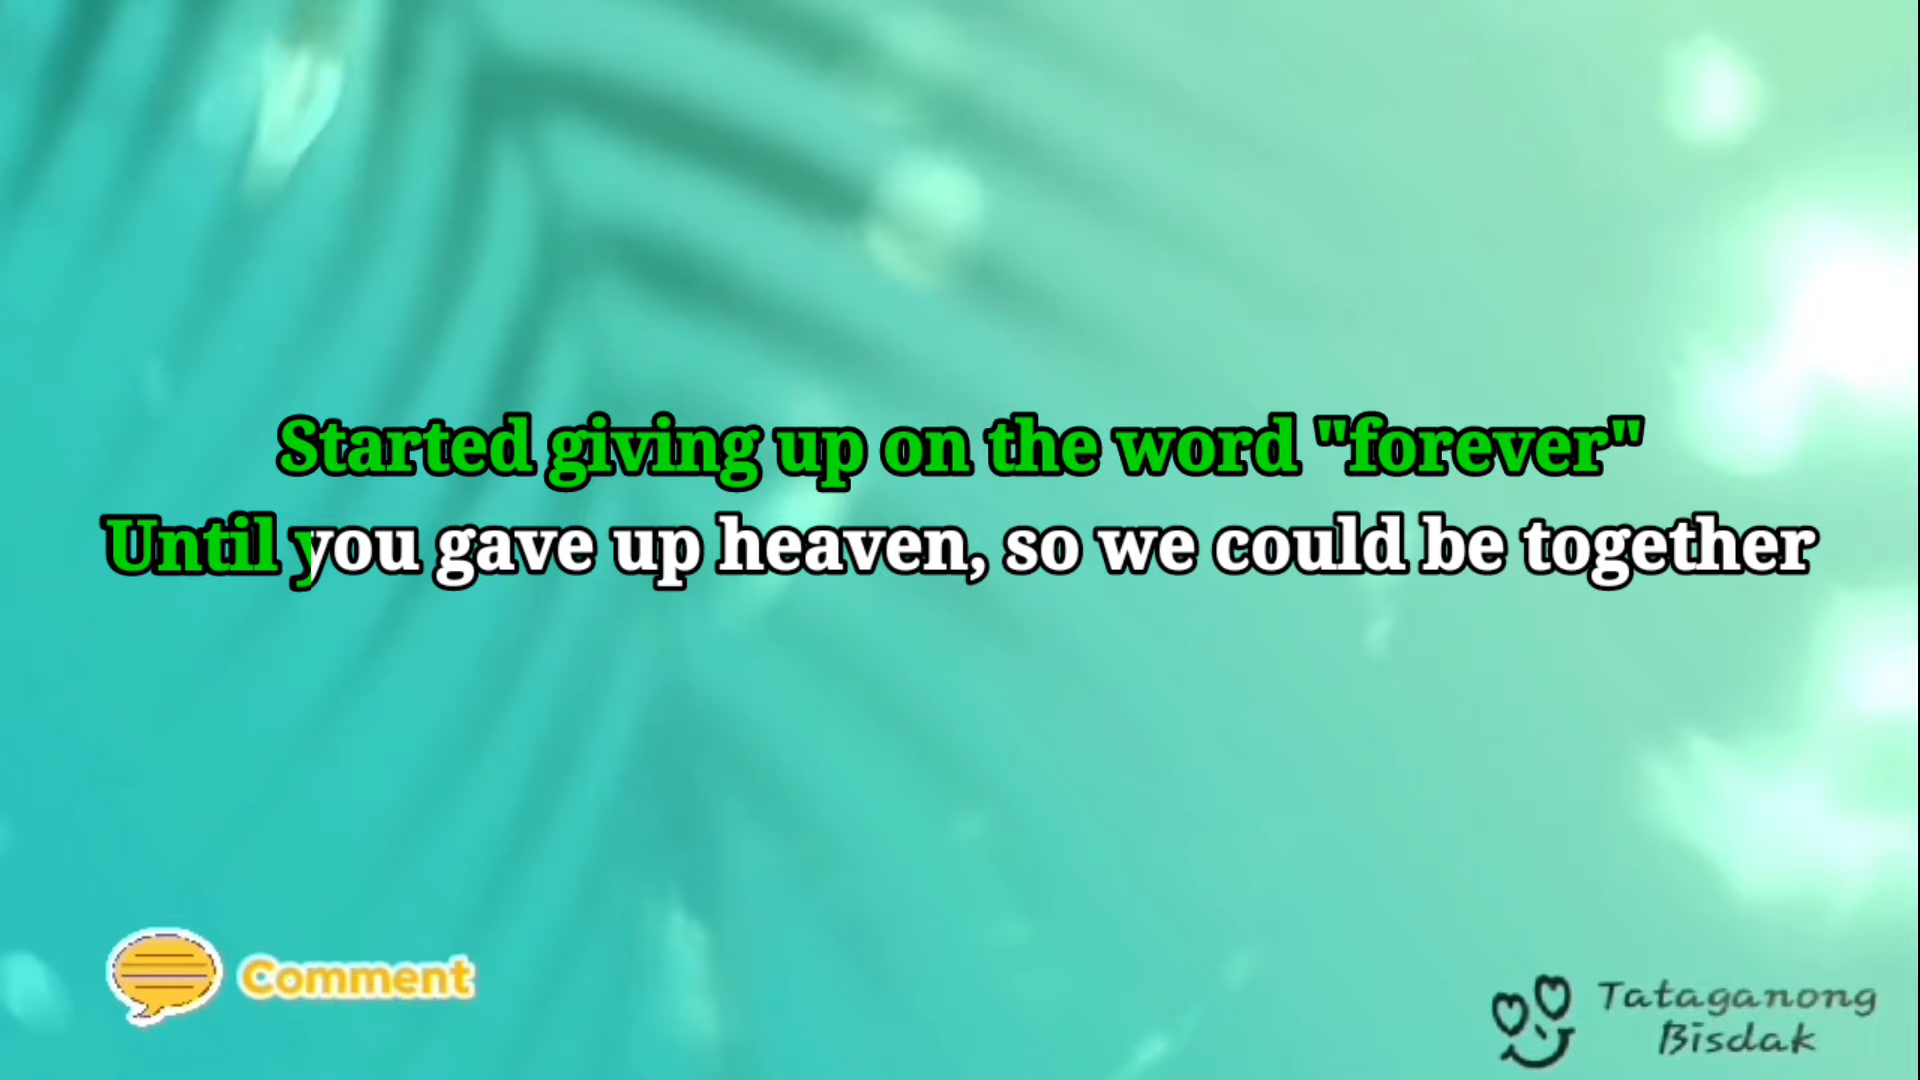 Started giving up on the word "forever"
Until you gave up heaven, so we could be together
Comment
Tataganong
Bisdak